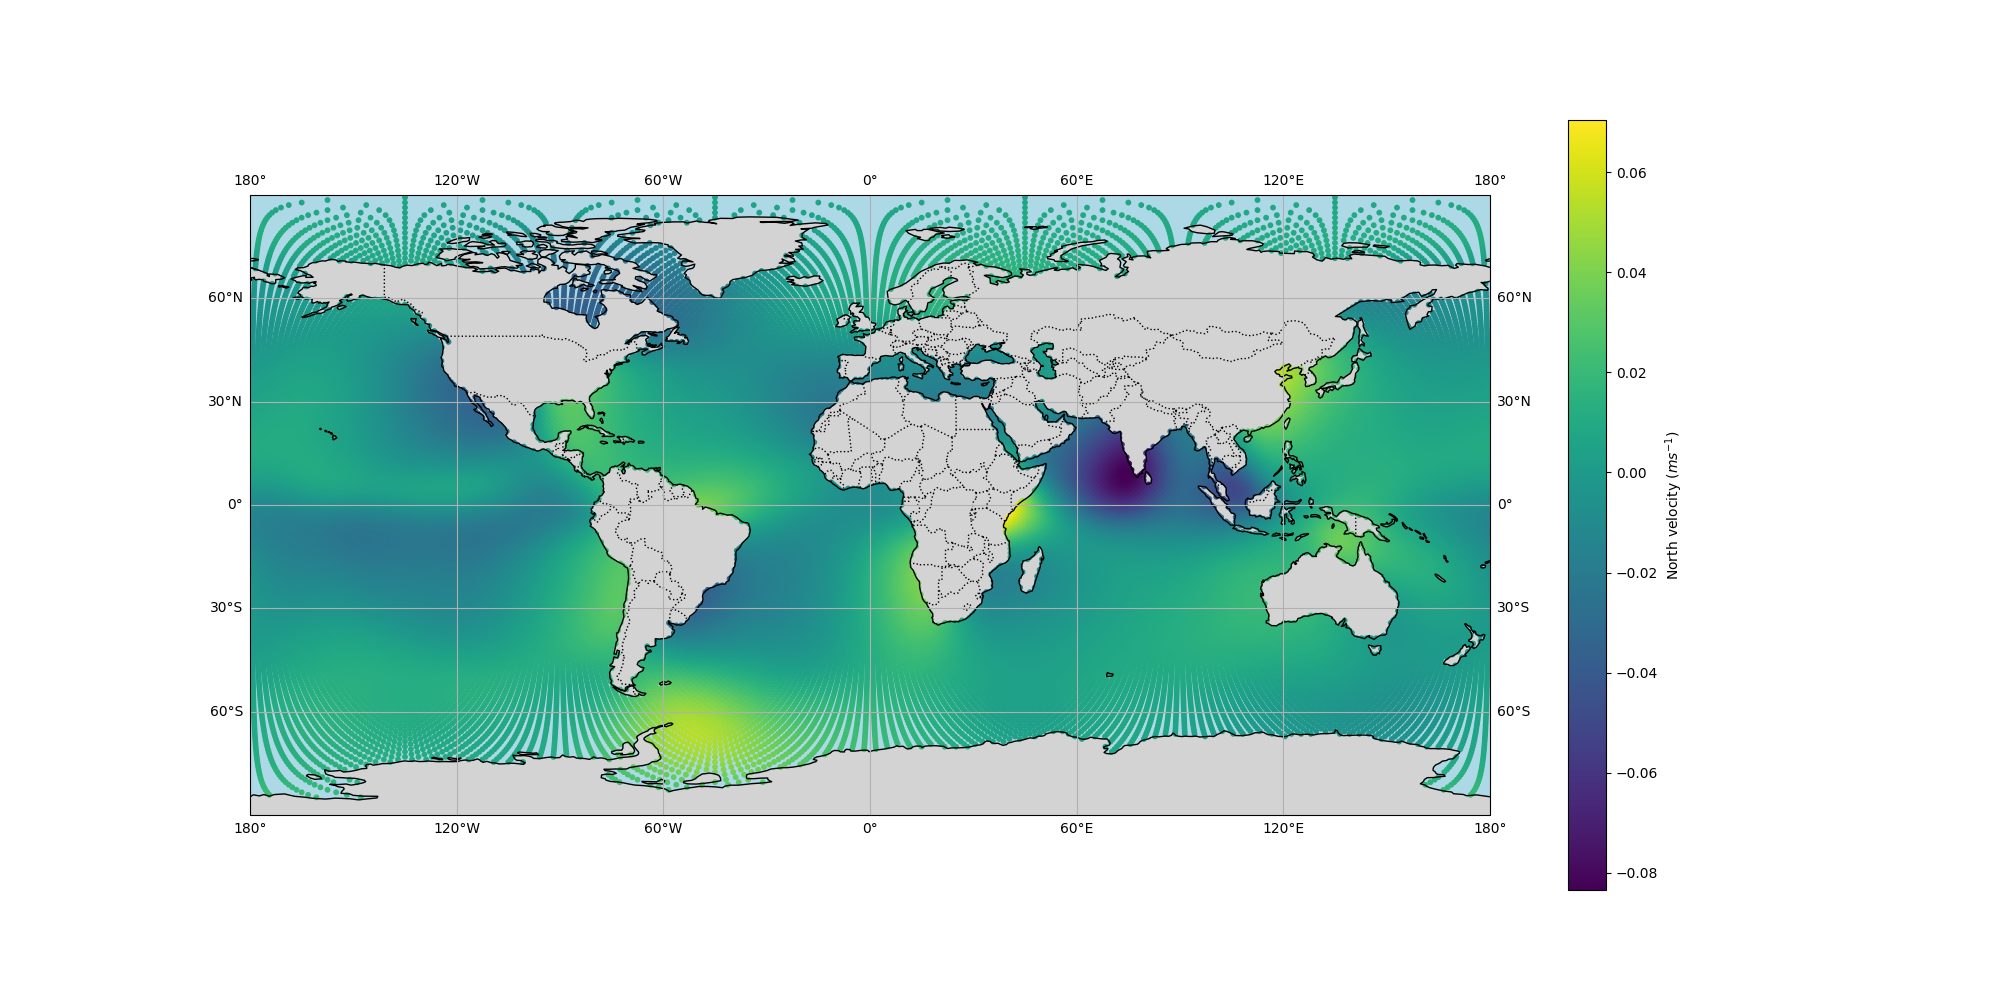 180° 120°W 60°W 0° 60°E 120°E 180°
60°N 60°N
30°N 30°N
0° 0°
30°S 30°S
60°S 60°S
180° 120°W 60°W 0° 60°E 120°E 180°
0.06
0.04
0.02
0.00
−0.02
−0.04
−0.06
−0.08
North velocity (ms⁻¹)